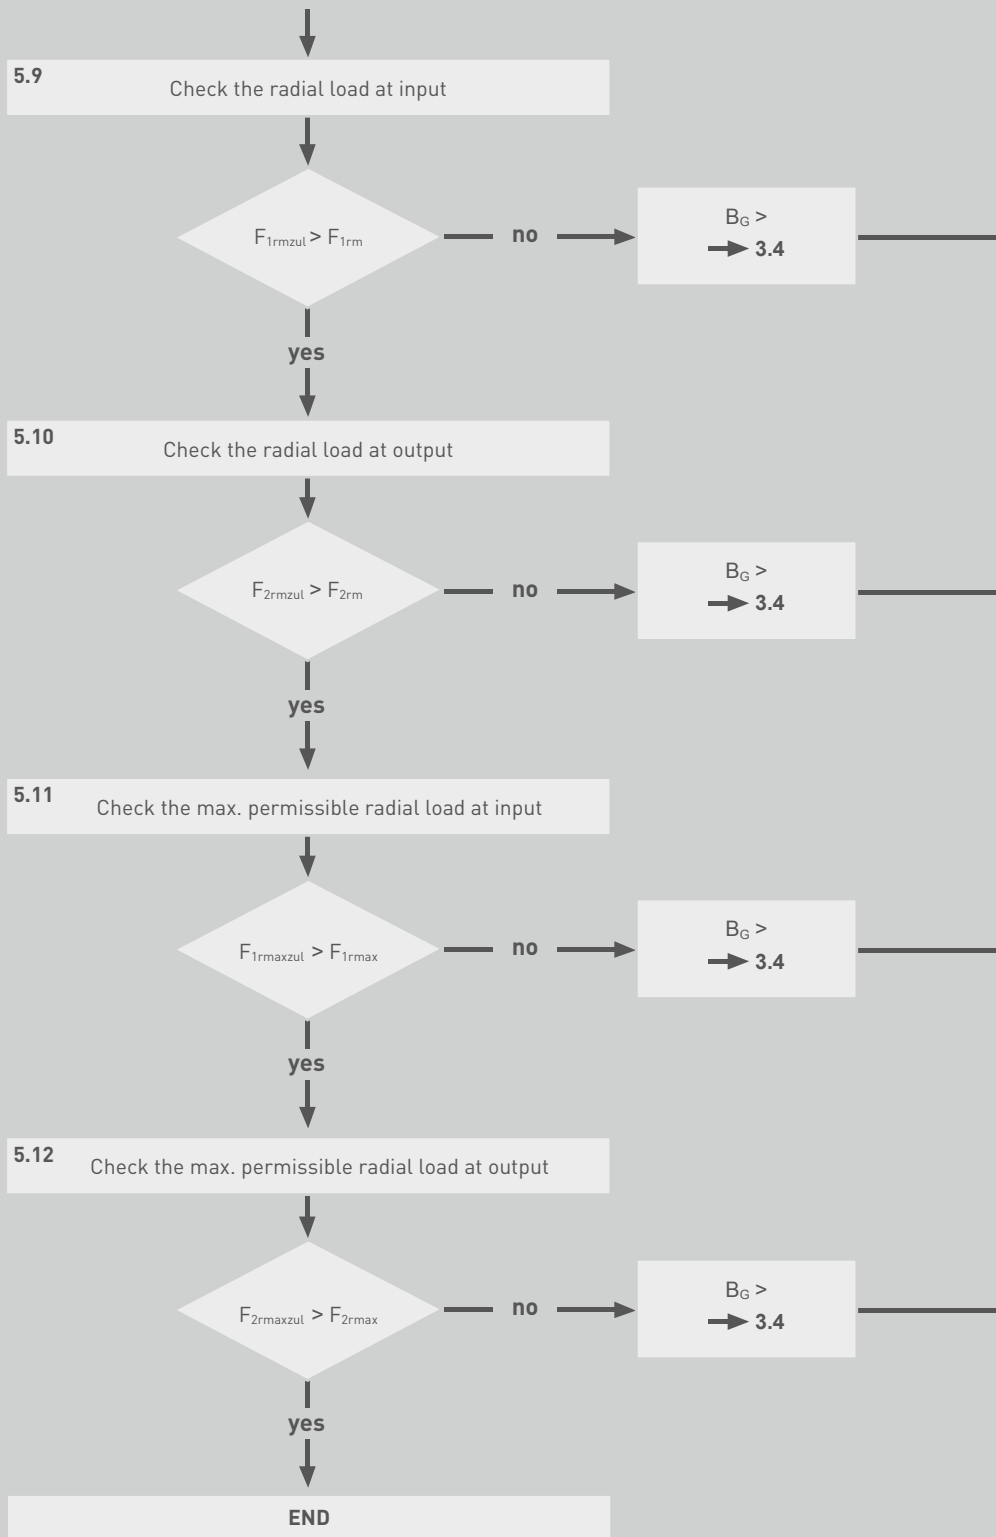 5.9
Check the radial load at input
F1rmzul > F1rm
no
BG >
3.4
yes
5.10
Check the radial load at output
F2rmzul > F2rm
no
BG >
3.4
yes
5.11
Check the max. permissible radial load at input
F1rmaxzul > F1rmax
no
BG >
3.4
yes
5.12
Check the max. permissible radial load at output
F2rmaxzul > F2rmax
no
BG >
3.4
yes
END